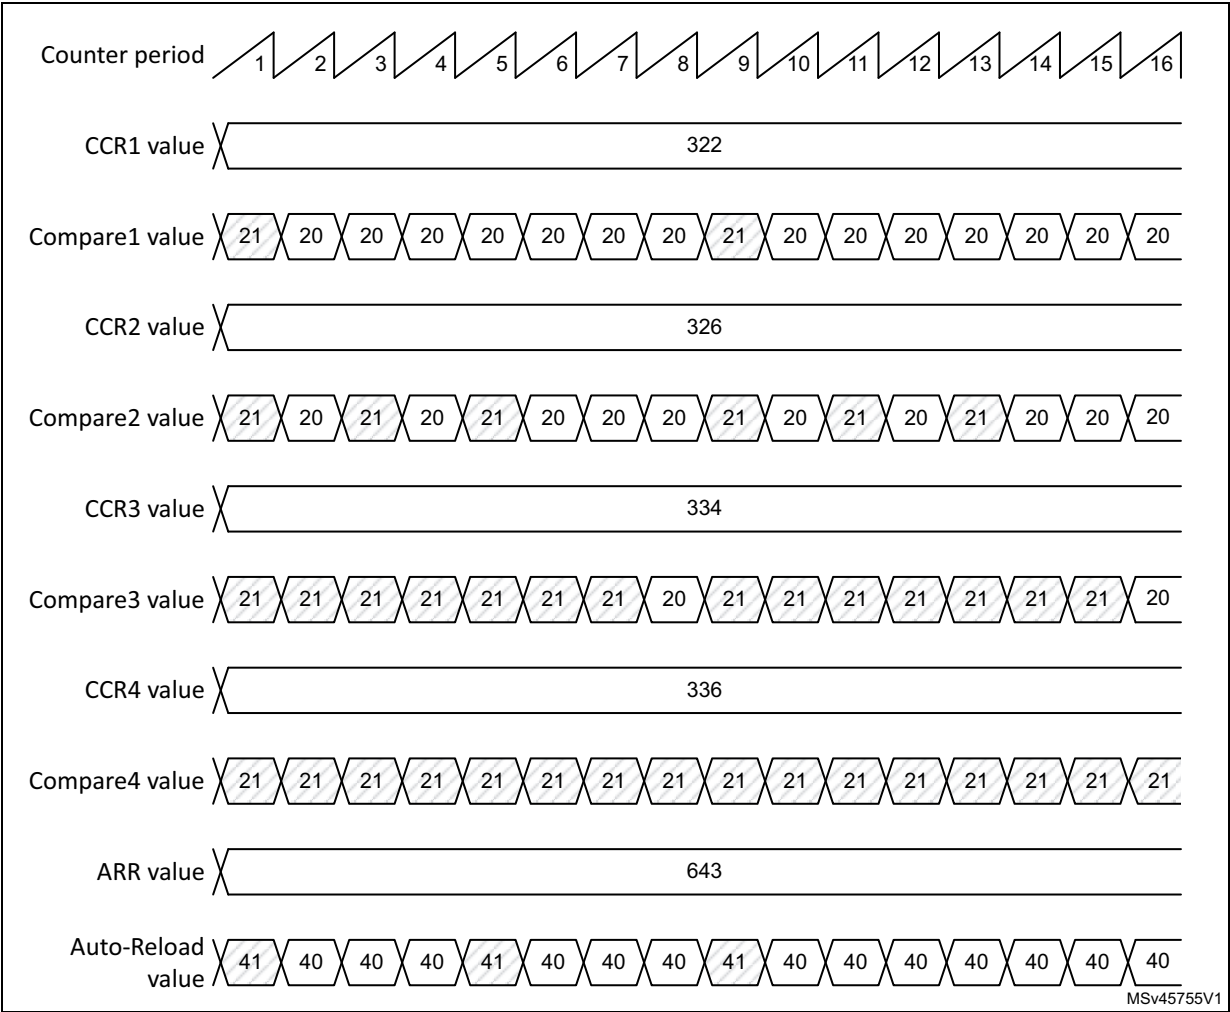 Counter period 1 2 3 4 5 6 7 8 9 10 11 12 13 14 15 16
CCR1 value 322
Compare1 value 21 20 20 20 20 20 20 20 21 20 20 20 20 20 20 20
CCR2 value 326
Compare2 value 21 20 21 20 21 20 20 20 21 20 21 20 21 20 20 20
CCR3 value 334
Compare3 value 21 21 21 21 21 21 21 20 21 21 21 21 21 21 21 20
CCR4 value 336
Compare4 value 21 21 21 21 21 21 21 21 21 21 21 21 21 21 21 21
ARR value 643
Auto-Reload
value 41 40 40 40 41 40 40 40 41 40 40 40 40 40 40 40
MSv45755V1